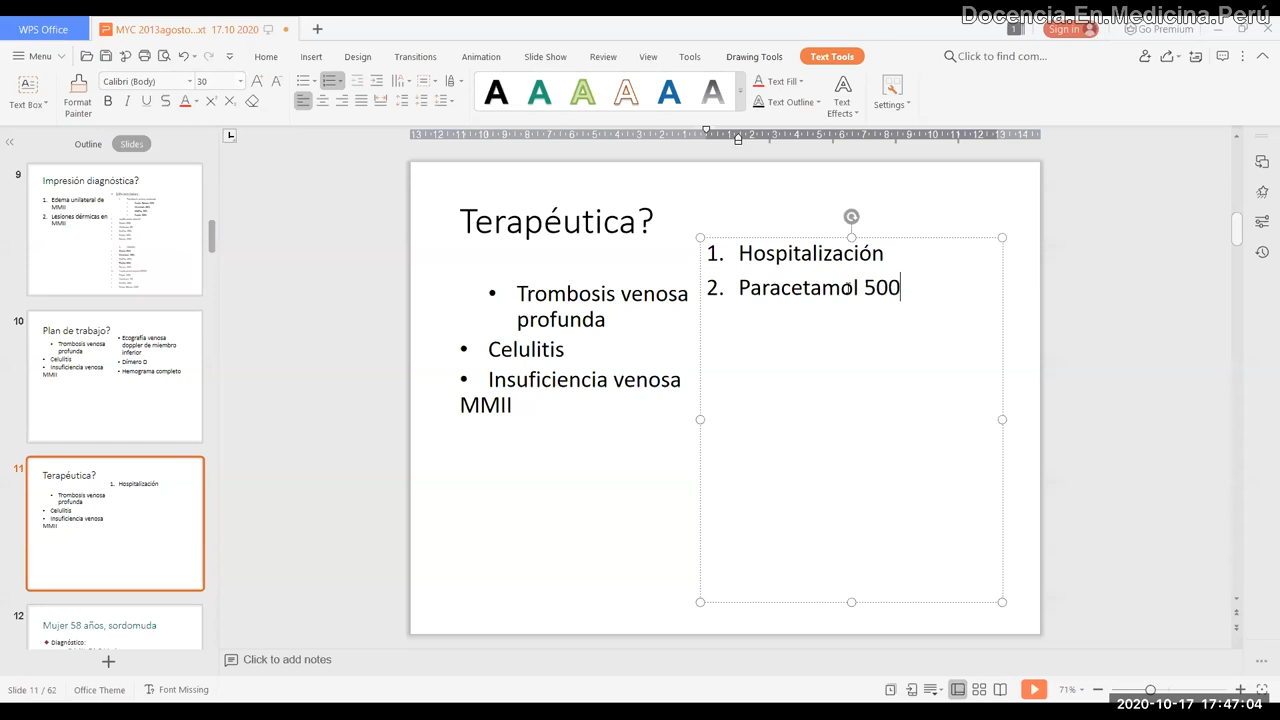 Docencia.En.Medicina.Perú
WPS Office
MYC 2013agosto...xt 17.10 2020
1
Sign in
Go Premium
Menu
Home
Insert
Design
Transitions
Slide Show
Animation
Review
View
Tools
Drawing Tools
Text Tools
Click to find com...
Text Box
Format
Painter
Calibri (Body)
30
Text Fill
Text Outline
Text
Effects
Settings
Outline
Slides
9
Impresión diagnóstica?
1. Edema unilateral de
MMII
2. Lesiones dérmicas en
MMII
10
Plan de trabajo?
• Trombosis venosa
profunda
• Celulitis
• Insuficiencia venosa
MMII
• Ecografía venosa
doppler de miembro
inferior
• Dímero D
• Hemograma completo
11
Terapéutica?
1. Hospitalización
• Trombosis venosa
profunda
• Celulitis
• Insuficiencia venosa
MMII
12
Mujer 58 años, sordomuda
Diagnóstico:
Terapéutica?
• Trombosis venosa
profunda
• Celulitis
• Insuficiencia venosa
MMII
1. Hospitalización
2. Paracetamol 500
Click to add notes
Slide 11 / 62
Office Theme
Font Missing
71%
2020-10-17 17:47:04